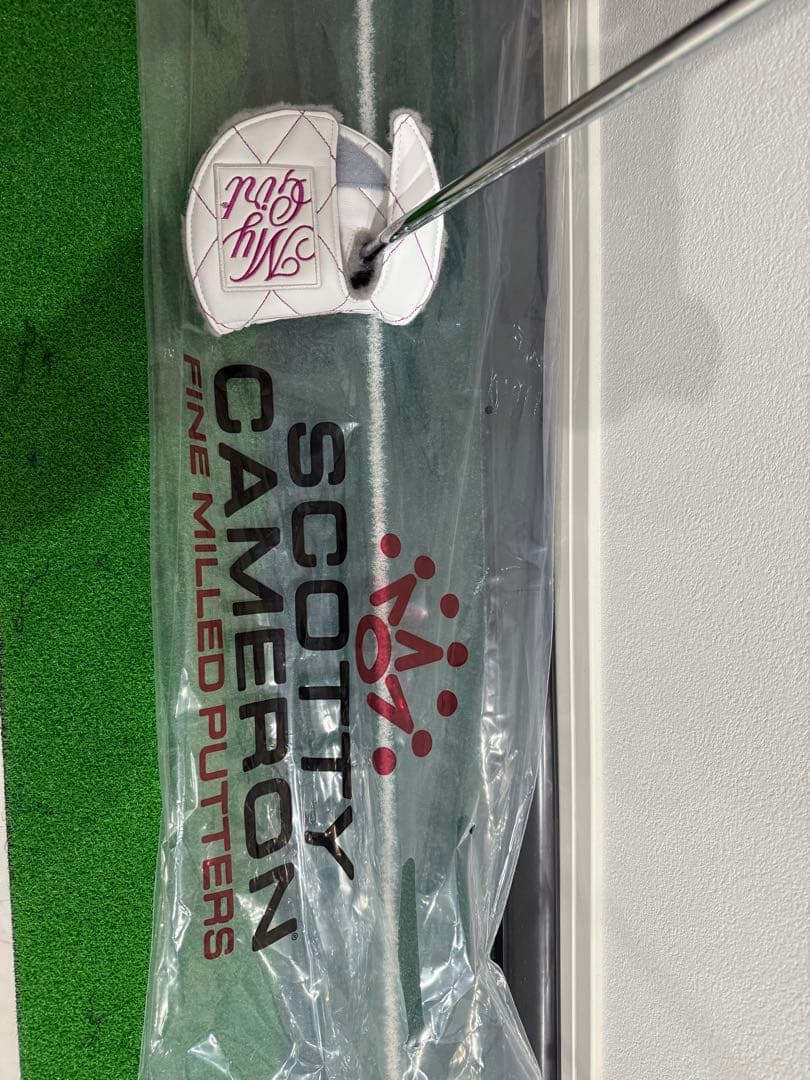 My
Girl
SCOTTY
CAMERON®
FINE MILLED PUTTERS